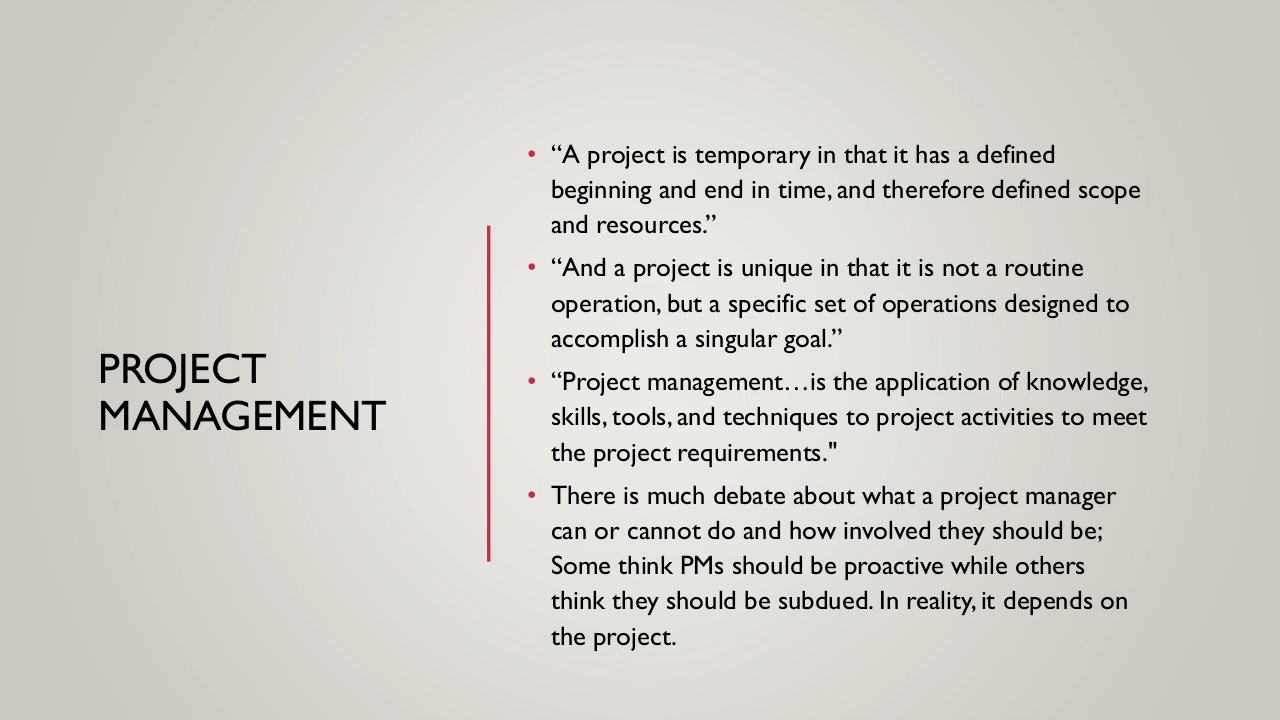 PROJECT
MANAGEMENT
• “A project is temporary in that it has a defined
beginning and end in time, and therefore defined scope
and resources.”
• “And a project is unique in that it is not a routine
operation, but a specific set of operations designed to
accomplish a singular goal.”
• “Project management…is the application of knowledge,
skills, tools, and techniques to project activities to meet
the project requirements."
• There is much debate about what a project manager
can or cannot do and how involved they should be;
Some think PMs should be proactive while others
think they should be subdued. In reality, it depends on
the project.